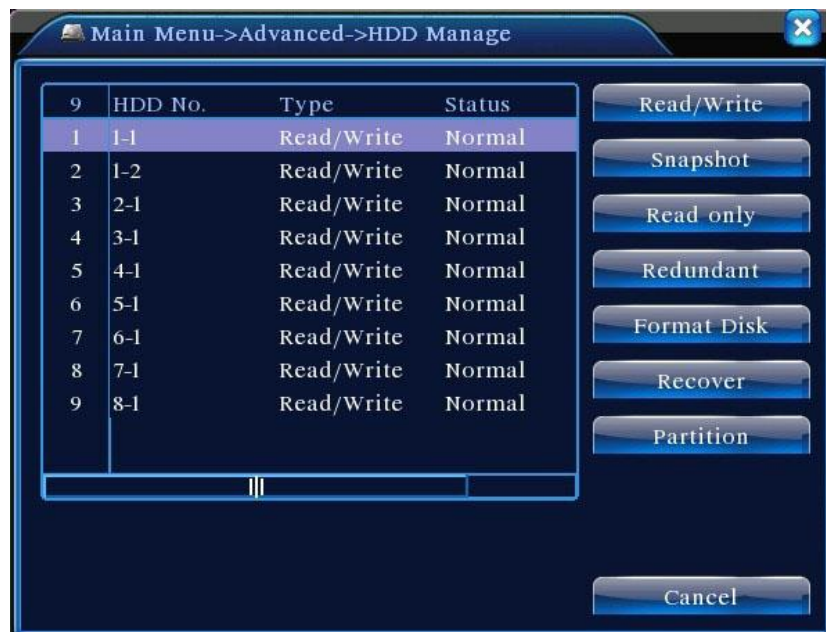 Main Menu->Advanced->HDD Manage
9 HDD No. Type Status
1 1-1 Read/Write Normal
2 1-2 Read/Write Normal
3 2-1 Read/Write Normal
4 3-1 Read/Write Normal
5 4-1 Read/Write Normal
6 5-1 Read/Write Normal
7 6-1 Read/Write Normal
8 7-1 Read/Write Normal
9 8-1 Read/Write Normal
Read/Write
Snapshot
Read only
Redundant
Format Disk
Recover
Partition
Cancel